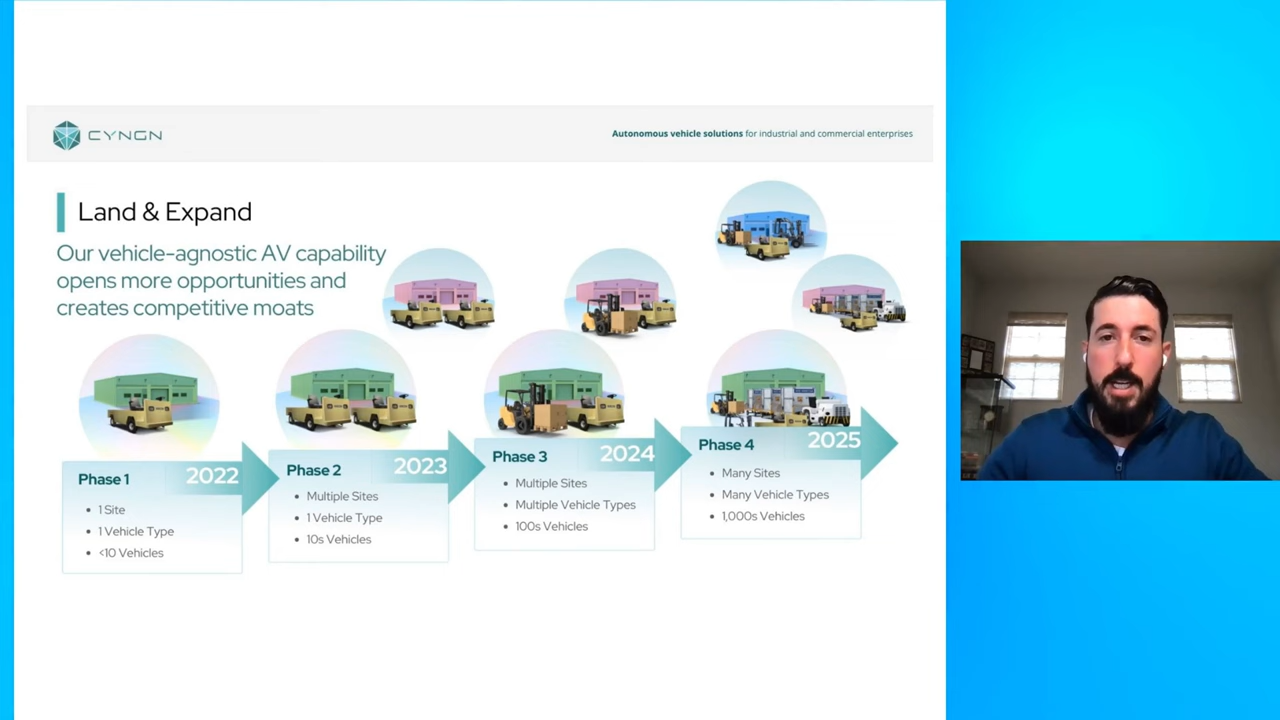 CYNGN
Autonomous vehicle solutions for industrial and commercial enterprises
Land & Expand
Our vehicle-agnostic AV capability
opens more opportunities and
creates competitive moats
Phase 1
2022
• 1 Site
• 1 Vehicle Type
• <10 Vehicles
Phase 2
2023
• Multiple Sites
• 1 Vehicle Type
• 10s Vehicles
Phase 3
2024
• Multiple Sites
• Multiple Vehicle Types
• 100s Vehicles
Phase 4
2025
• Many Sites
• Many Vehicle Types
• 1,000s Vehicles